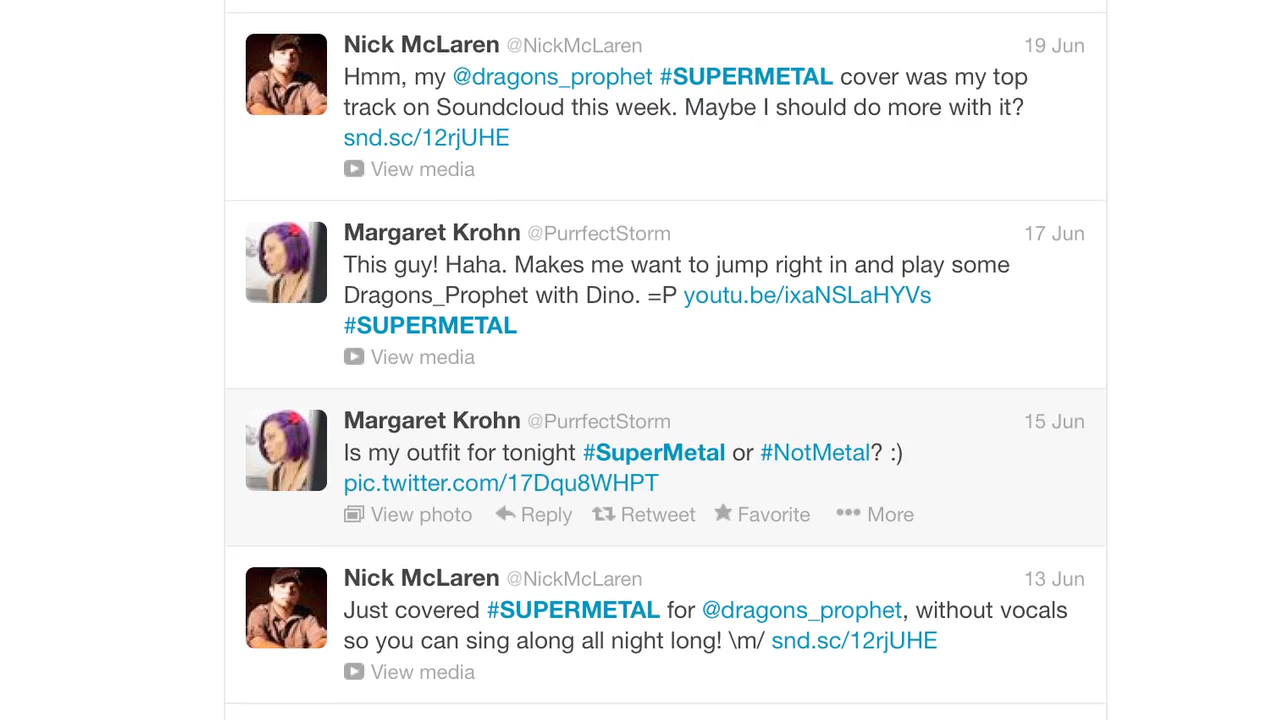 Nick McLaren @NickMcLaren 19 Jun
Hmm, my @dragons_prophet #SUPERMETAL cover was my top
track on Soundcloud this week. Maybe I should do more with it?
snd.sc/12rjUHE
View media
Margaret Krohn @PurrfectStorm 17 Jun
This guy! Haha. Makes me want to jump right in and play some
Dragons_Prophet with Dino. =P youtu.be/ixaNSLaHYVs
#SUPERMETAL
View media
Margaret Krohn @PurrfectStorm 15 Jun
Is my outfit for tonight #SuperMetal or #NotMetal? :)
pic.twitter.com/17Dqu8WHPT
View photo Reply Retweet Favorite More
Nick McLaren @NickMcLaren 13 Jun
Just covered #SUPERMETAL for @dragons_prophet, without vocals
so you can sing along all night long! \m/ snd.sc/12rjUHE
View media